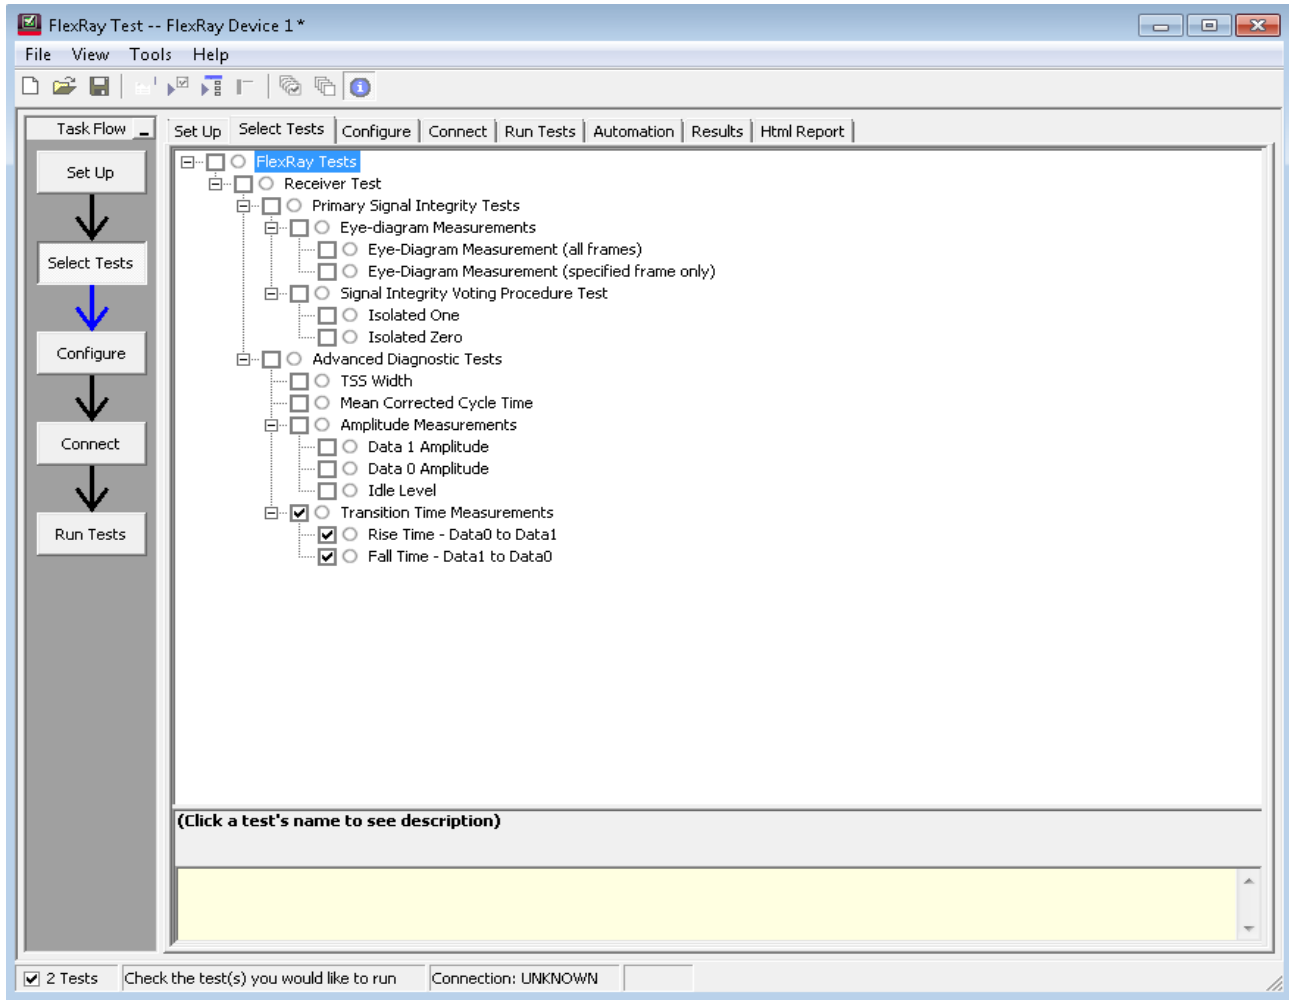 FlexRay Test -- FlexRay Device 1 *
File View Tools Help
Task Flow
Set Up Select Tests Configure Connect Run Tests Automation Results Html Report
Set Up
Select Tests
Configure
Connect
Run Tests
FlexRay Tests
Receiver Test
Primary Signal Integrity Tests
Eye-diagram Measurements
Eye-Diagram Measurement (all frames)
Eye-Diagram Measurement (specified frame only)
Signal Integrity Voting Procedure Test
Isolated One
Isolated Zero
Advanced Diagnostic Tests
TSS Width
Mean Corrected Cycle Time
Amplitude Measurements
Data 1 Amplitude
Data 0 Amplitude
Idle Level
Transition Time Measurements
Rise Time - Data0 to Data1
Fall Time - Data1 to Data0
(Click a test's name to see description)
2 Tests Check the test(s) you would like to run Connection: UNKNOWN